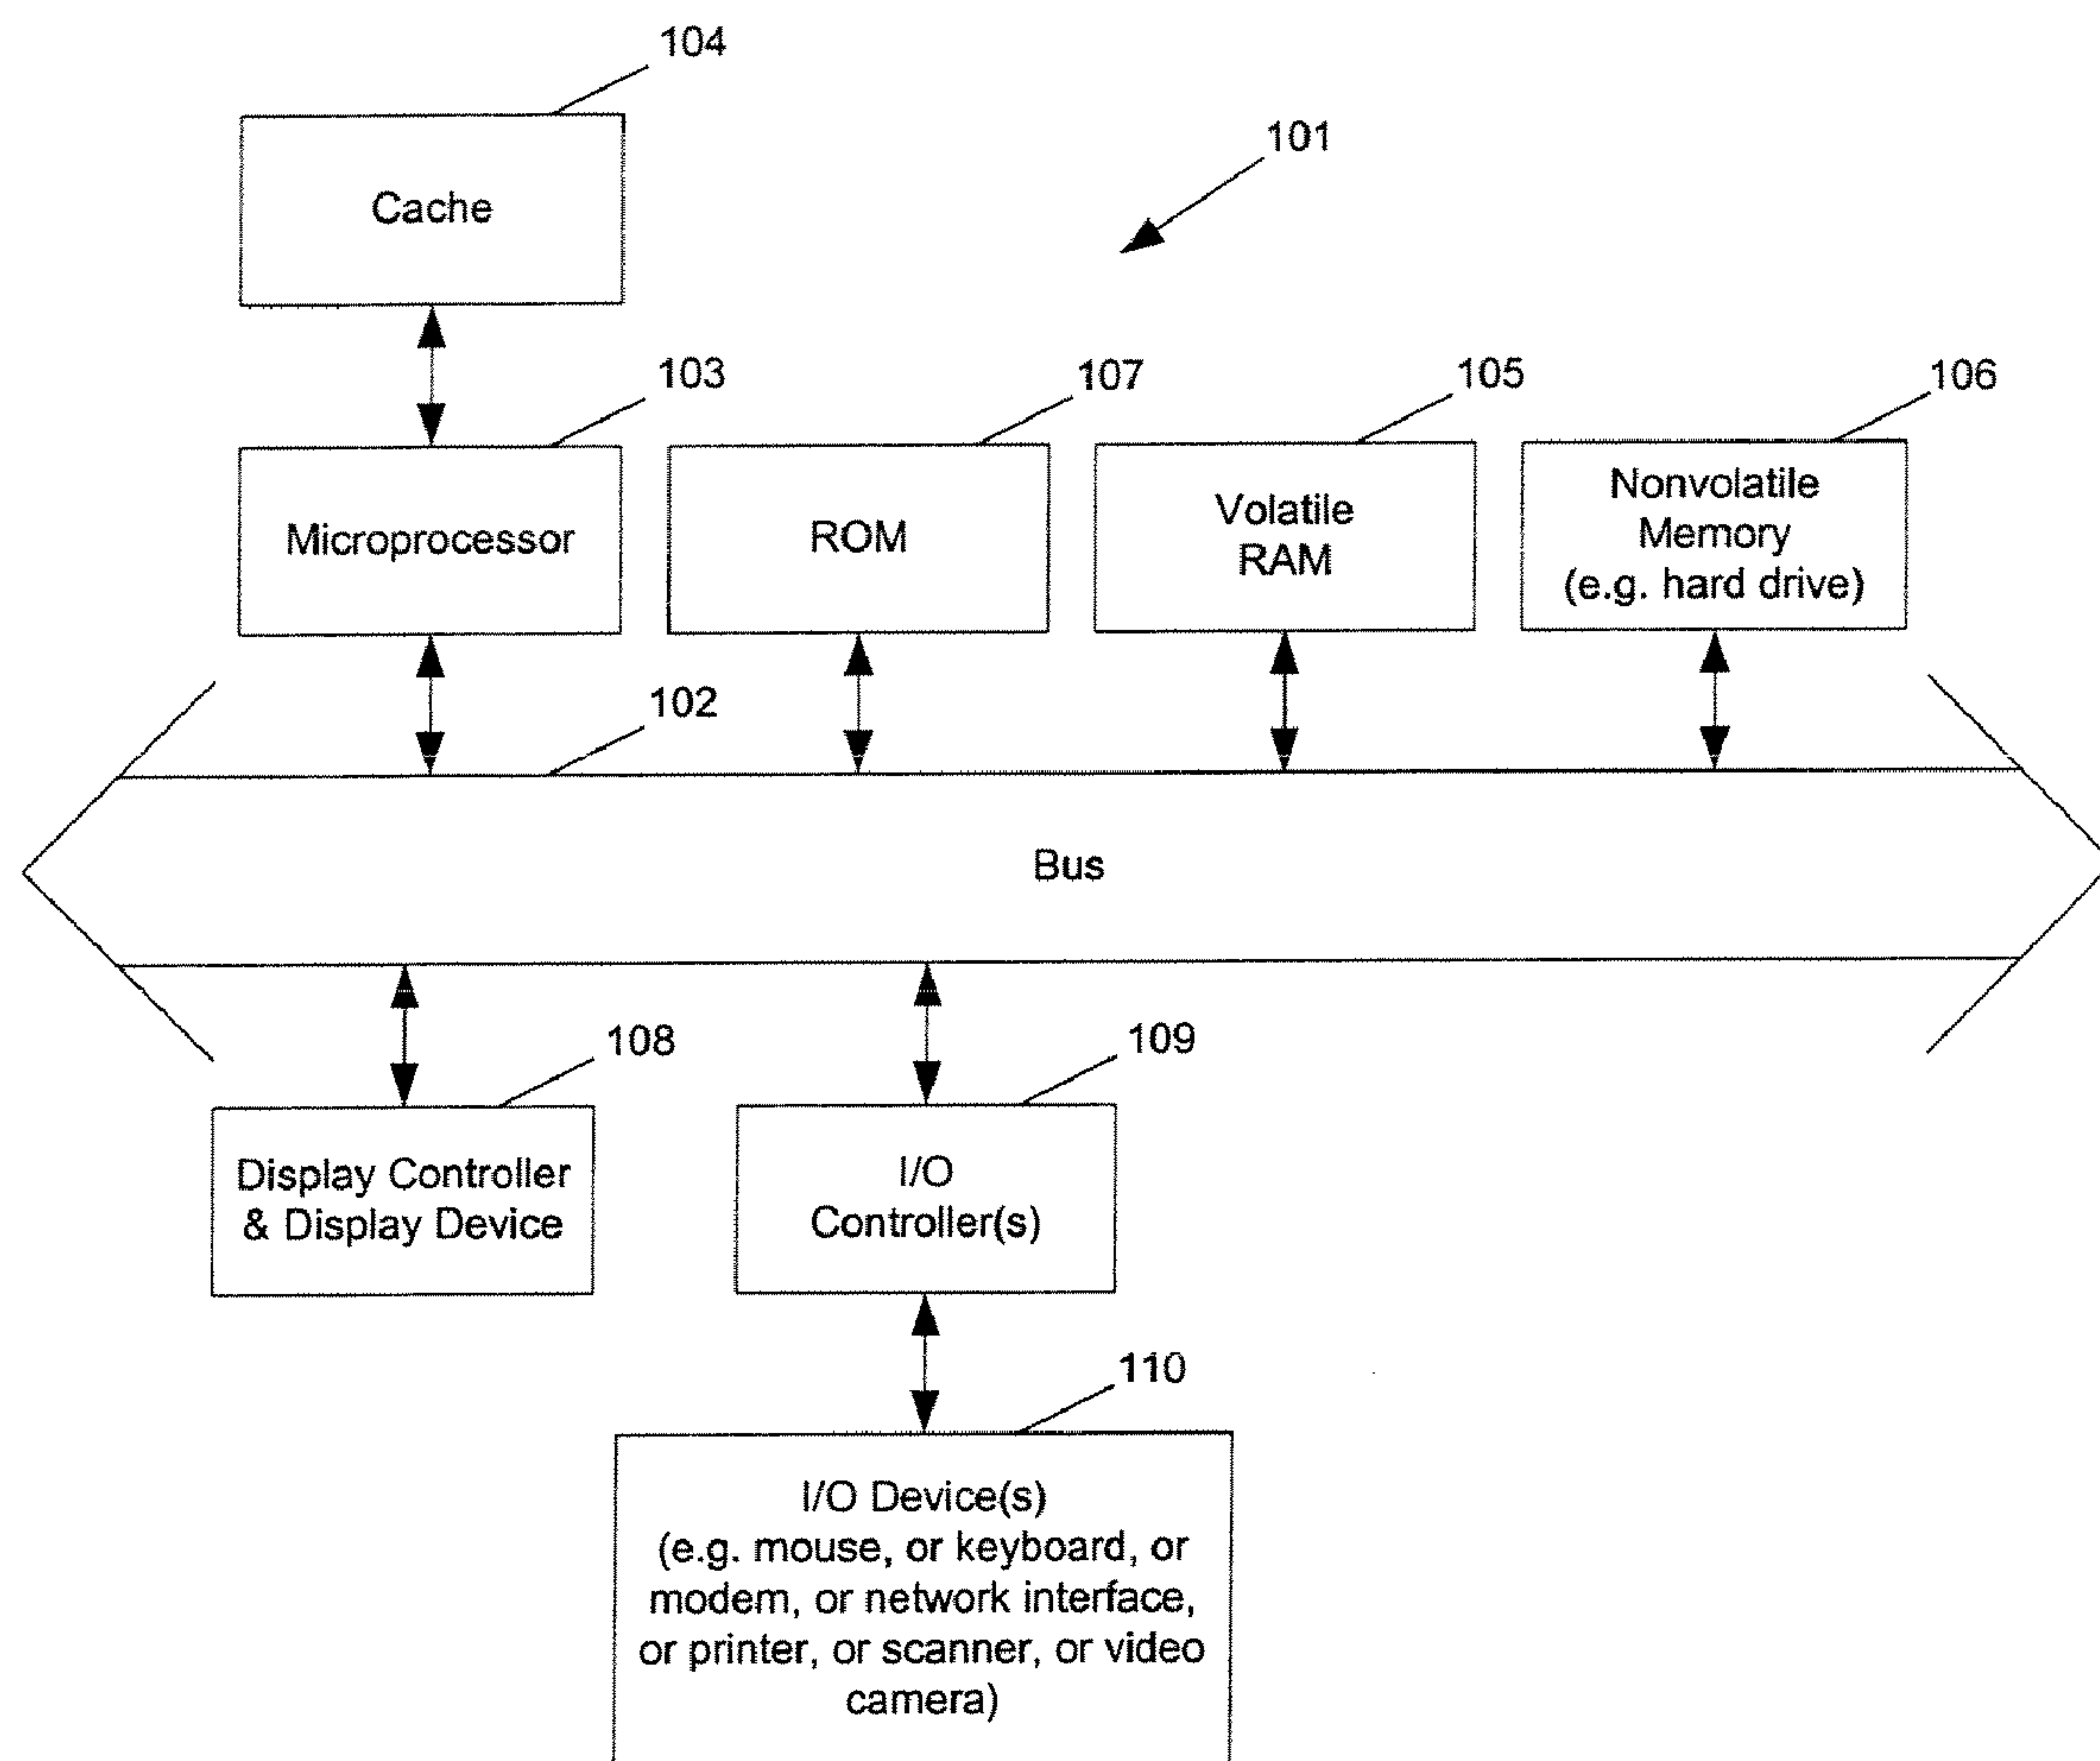 104
101
Cache
103
107
105
106
Microprocessor
ROM
Volatile
RAM
Nonvolatile
Memory
(e.g. hard drive)
102
Bus
108
109
Display Controller
& Display Device
I/O
Controller(s)
110
I/O Device(s)
(e.g. mouse, or keyboard, or
modem, or network interface,
or printer, or scanner, or video
camera)